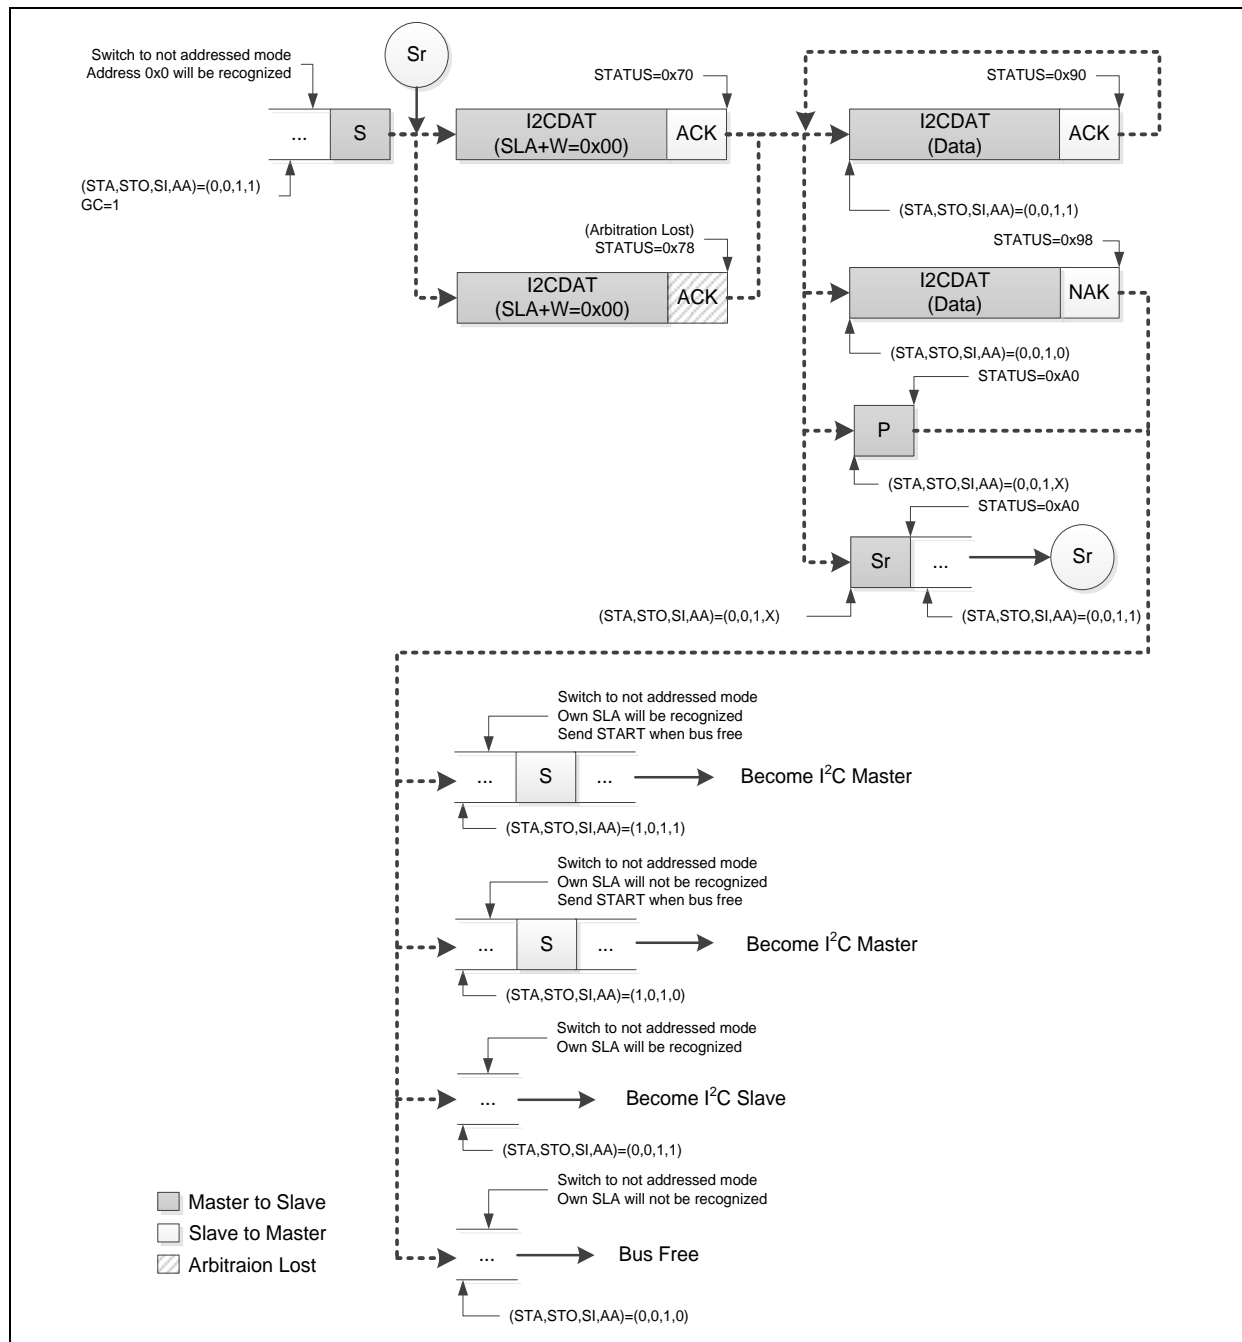 Switch to not addressed mode
Address 0x0 will be recognized
Sr
STATUS=0x70
STATUS=0x90
...
S
I2CDAT
(SLA+W=0x00)
ACK
I2CDAT
(Data)
ACK
(STA,STO,SI,AA)=(0,0,1,1)
GC=1
(STA,STO,SI,AA)=(0,0,1,1)
(Arbitration Lost)
STATUS=0x78
STATUS=0x98
I2CDAT
(SLA+W=0x00)
ACK
I2CDAT
(Data)
NAK
(STA,STO,SI,AA)=(0,0,1,0)
STATUS=0xA0
P
(STA,STO,SI,AA)=(0,0,1,X)
STATUS=0xA0
Sr
...
Sr
(STA,STO,SI,AA)=(0,0,1,X)
(STA,STO,SI,AA)=(0,0,1,1)
Switch to not addressed mode
Own SLA will be recognized
Send START when bus free
...
S
...
Become I²C Master
(STA,STO,SI,AA)=(1,0,1,1)
Switch to not addressed mode
Own SLA will not be recognized
Send START when bus free
...
S
...
Become I²C Master
(STA,STO,SI,AA)=(1,0,1,0)
Switch to not addressed mode
Own SLA will be recognized
...
Become I²C Slave
(STA,STO,SI,AA)=(0,0,1,1)
Switch to not addressed mode
Own SLA will not be recognized
...
Bus Free
(STA,STO,SI,AA)=(0,0,1,0)
Master to Slave
Slave to Master
Arbitraion Lost